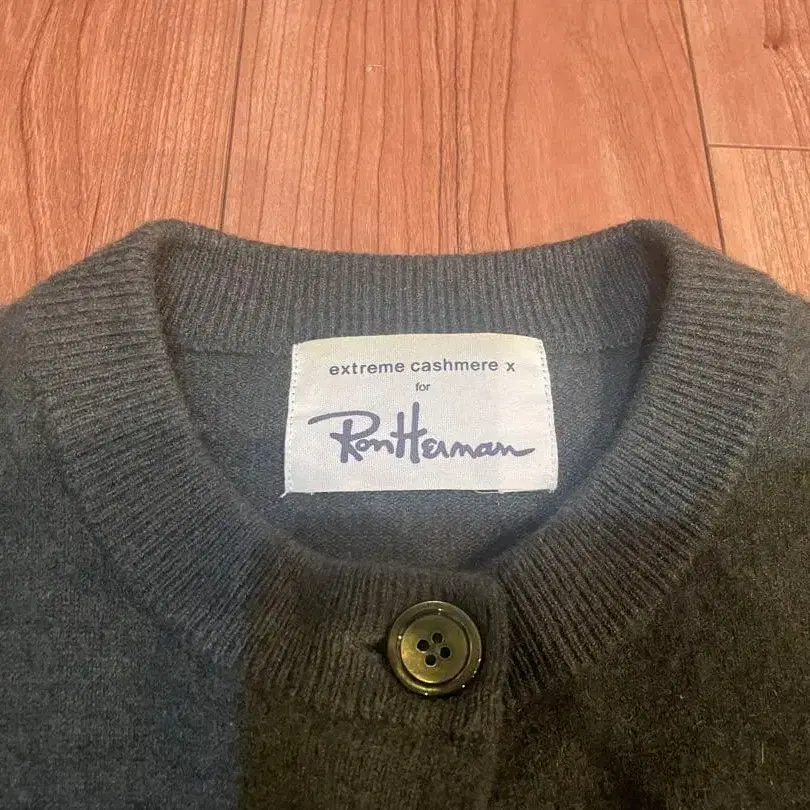 extreme cashmere x
for
RonHerman